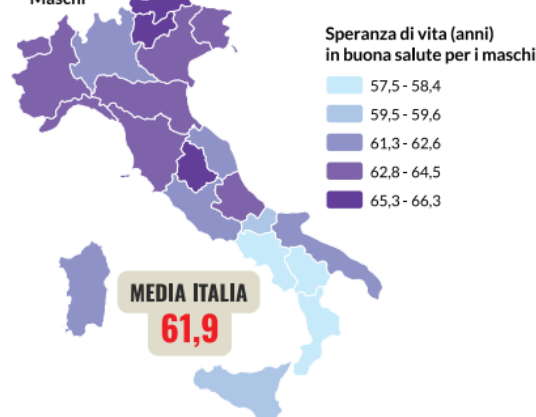 Maschi
Speranza di vita (anni)
in buona salute per i maschi
57,5 - 58,4
59,5 - 59,6
61,3 - 62,6
62,8 - 64,5
65,3 - 66,3
MEDIA ITALIA
61,9